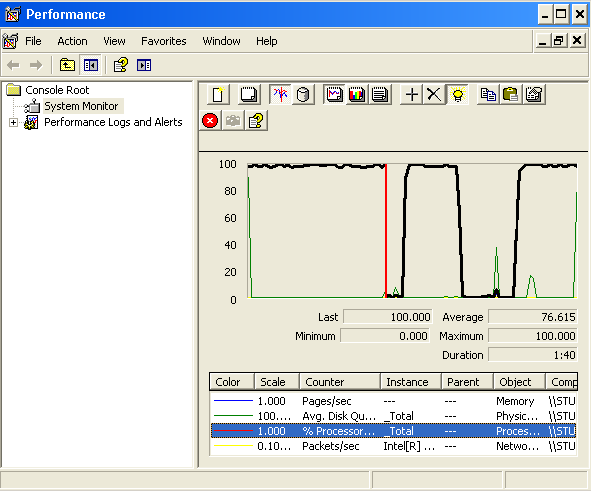 Performance
File Action View Favorites Window Help
Console Root
System Monitor
Performance Logs and Alerts
100
80
60
40
20
0
Last 100.000 Average 76.615
Minimum 0.000 Maximum 100.000
Duration 1:40
Color Scale Counter Instance Parent Object Comp
1.000 Pages/sec --- --- Memory \\STU
100.... Avg. Disk Qu... _Total --- Physic... \\STU
1.000 % Processor... _Total --- Proces... \\STU
0.10... Packets/sec Intel[R] ... --- Netwo... \\STU